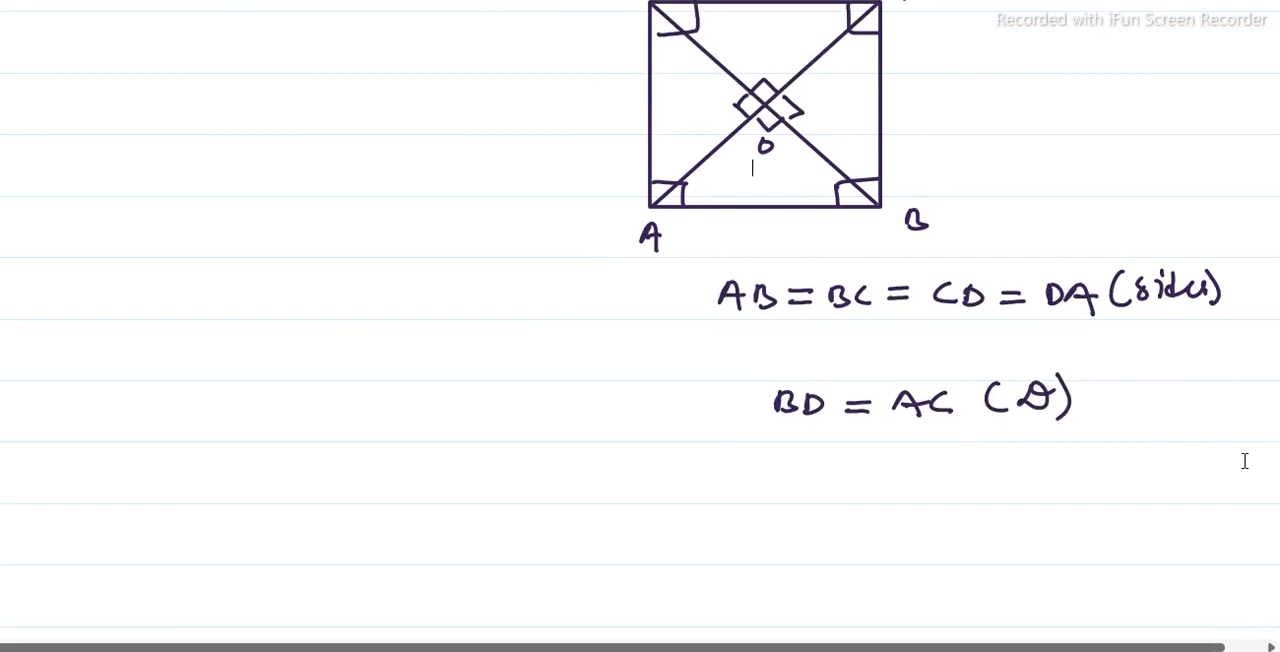 Recorded with iFun Screen Recorder
O
A
B
AB = BC = CD = DA (sides)
BD = AC (D)